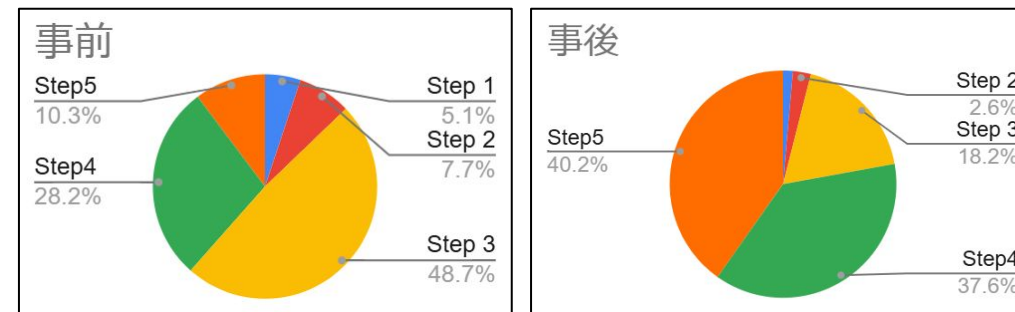 事前
Step5
10.3%
Step4
28.2%
Step 1
5.1%
Step 2
7.7%
Step 3
48.7%
事後
Step5
40.2%
Step 2
2.6%
Step 3
18.2%
Step4
37.6%